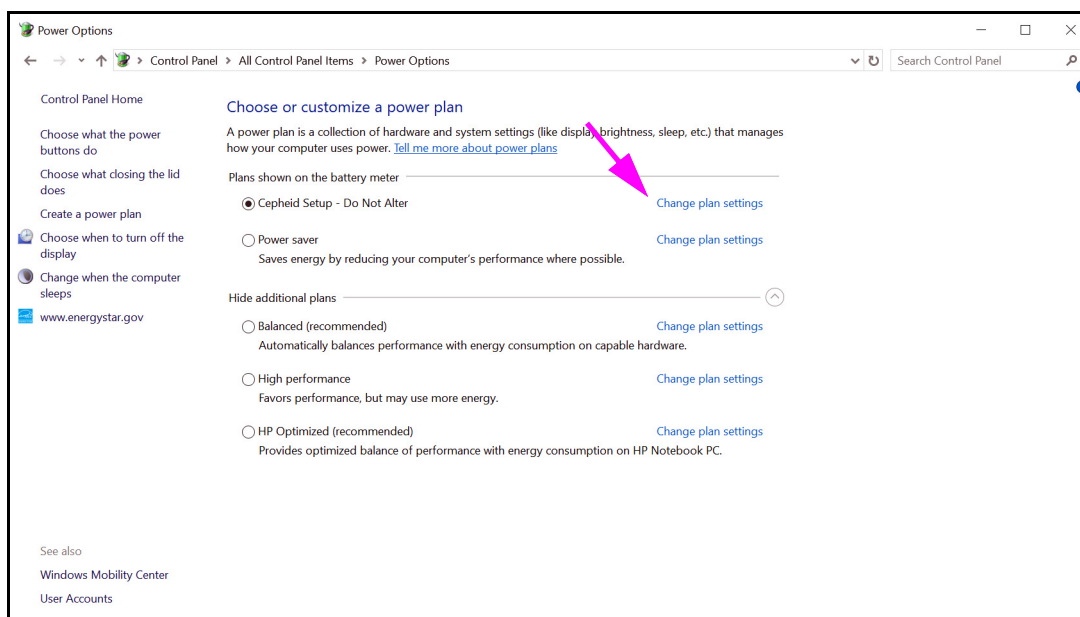 Power Options
Control Panel > All Control Panel Items > Power Options
Search Control Panel
Control Panel Home
Choose what the power
buttons do
Choose what closing the lid
does
Create a power plan
Choose when to turn off the
display
Change when the computer
sleeps
www.energystar.gov
See also
Windows Mobility Center
User Accounts
Choose or customize a power plan
A power plan is a collection of hardware and system settings (like display brightness, sleep, etc.) that manages
how your computer uses power. Tell me more about power plans
Plans shown on the battery meter
Cepheid Setup - Do Not Alter Change plan settings
Power saver Change plan settings
Saves energy by reducing your computer's performance where possible.
Hide additional plans
Balanced (recommended) Change plan settings
Automatically balances performance with energy consumption on capable hardware.
High performance Change plan settings
Favors performance, but may use more energy.
HP Optimized (recommended) Change plan settings
Provides optimized balance of performance with energy consumption on HP Notebook PC.